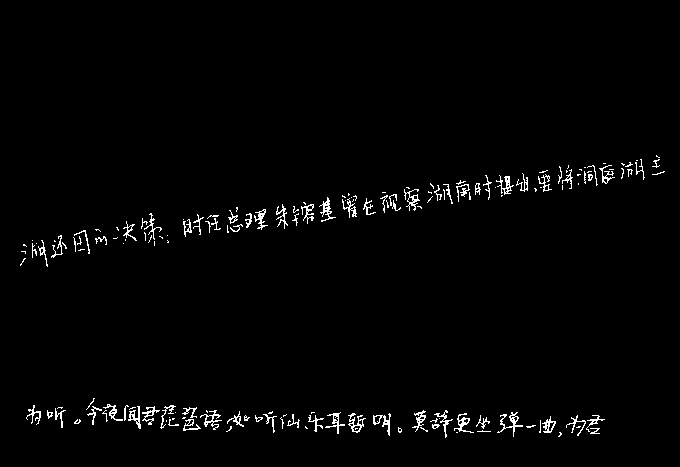 湖还田的决策。时任总理朱镕基曾在视察湖南时提出,要将洞庭湖主
为听。今夜闻君琵琶语,如听仙乐耳暂明。莫辞更坐弹一曲,为君